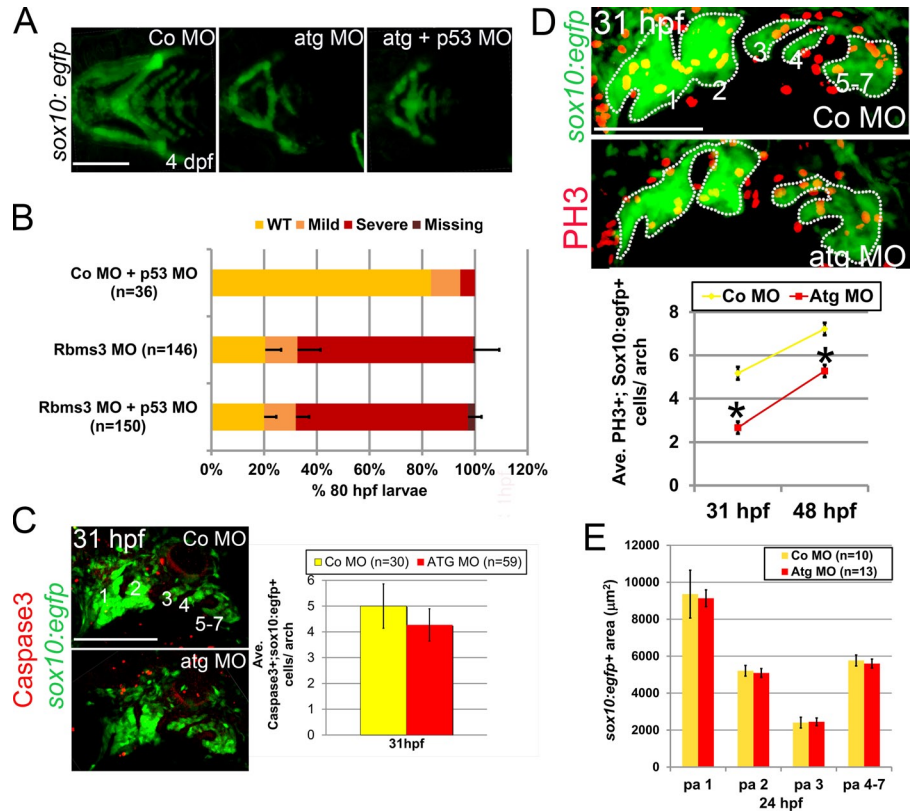 A
Co MO
atg MO
atg + p53 MO
sox10: egfp
4 dpf
B
WT
Mild
Severe
Missing
Co MO + p53 MO
(n=36)
Rbms3 MO (n=146)
Rbms3 MO + p53 MO
(n=150)
0% 20% 40% 60% 80% 100% 120%
% 80 hpf larvae
C
31 hpf
Co MO
1 2 3 4
5-7
atg MO
Caspase3
sox10:egfp
Co MO (n=30)
ATG MO (n=59)
Ave.
Caspase3+;sox10:egfp+
cells/ arch
6
5
4
3
2
1
0
31hpf
D
sox10:egfp
31 hpf
1 2 3 4 5-7
Co MO
PH3
atg MO
Co MO
Atg MO
Ave. PH3+; Sox10:egfp+
cells/ arch
8
6
4
2
0
*
*
31 hpf 48 hpf
E
Co MO (n=10)
Atg MO (n=13)
sox10:egfp+ area (μm²)
12000
10000
8000
6000
4000
2000
0
pa 1 pa 2 pa 3 pa 4-7
24 hpf